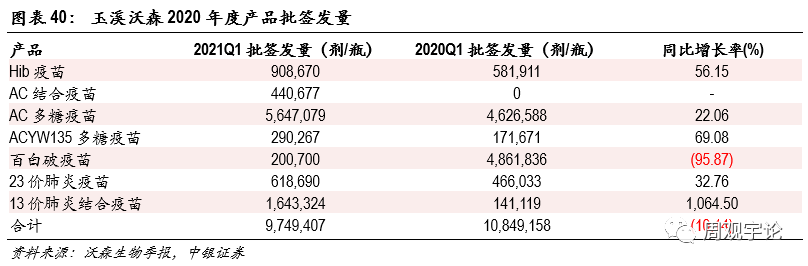 图表 40： 玉溪沃森 2020 年度产品批签发量
产品 2021Q1 批签发量（剂/瓶） 2020Q1 批签发量（剂/瓶） 同比增长率(%)
Hib 疫苗 908,670 581,911 56.15
AC 结合疫苗 440,677 0 -
AC 多糖疫苗 5,647,079 4,626,588 22.06
ACYW135 多糖疫苗 290,267 171,671 69.08
百白破疫苗 200,700 4,861,836 (95.87)
23 价肺炎疫苗 618,690 466,033 32.76
13 价肺炎结合疫苗 1,643,324 141,119 1,064.50
合计 9,749,407 10,849,158
周观宇论
资料来源：沃森生物季报，中银证券